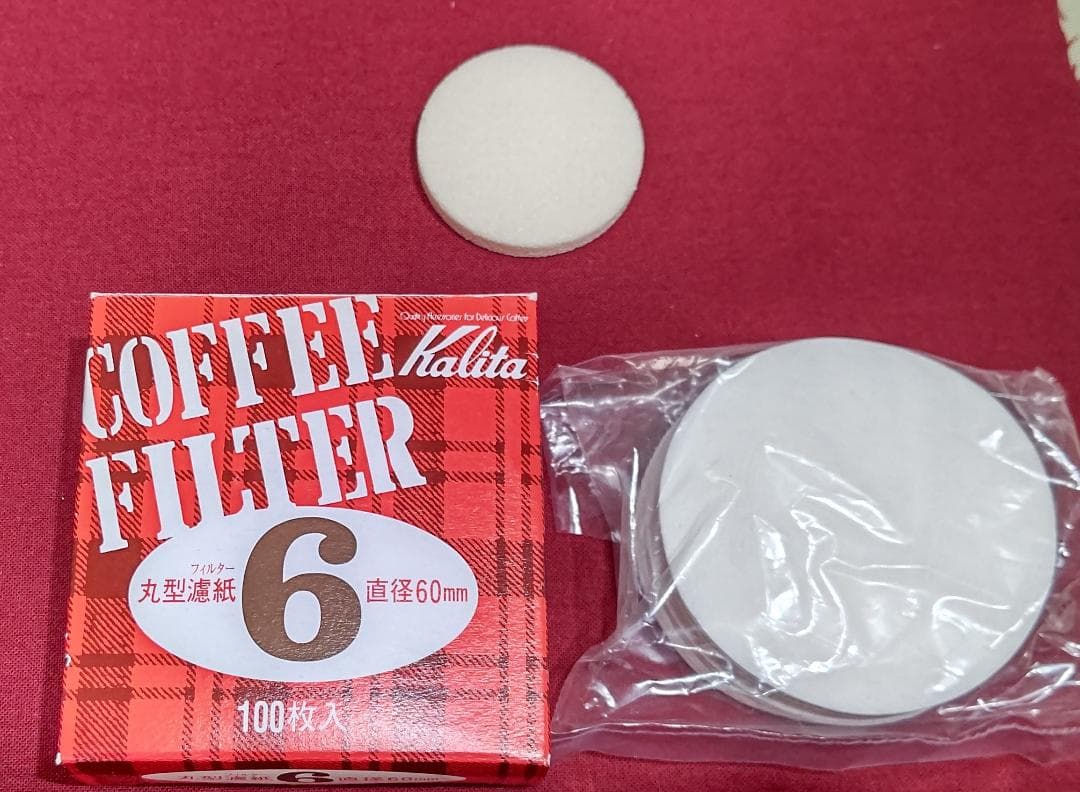 COFFEE
FILTER
Quality Accessories for Delicious Coffee
Kalita
フィルター
丸型濾紙 6 直径60mm
100枚入
丸型濾紙 6 直径60mm